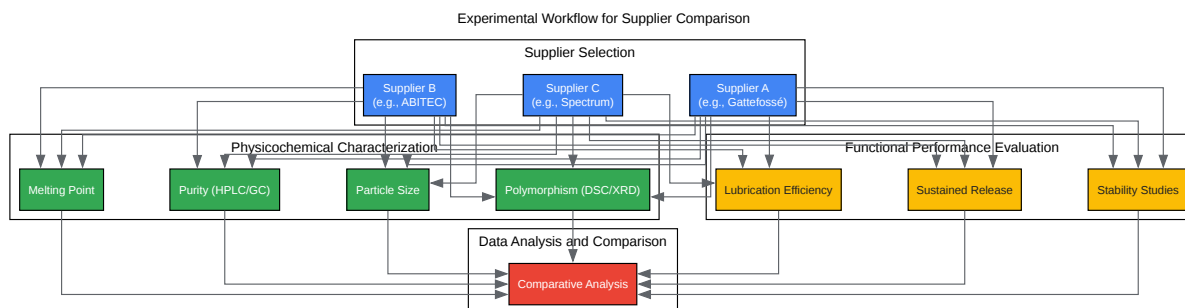 Experimental Workflow for Supplier Comparison
Supplier Selection
Supplier B
(e.g., ABITEC)
Supplier C
(e.g., Spectrum)
Supplier A
(e.g., Gattefossé)
Physicochemical Characterization
Functional Performance Evaluation
Melting Point
Purity (HPLC/GC)
Particle Size
Polymorphism (DSC/XRD)
Lubrication Efficiency
Sustained Release
Stability Studies
Data Analysis and Comparison
Comparative Analysis